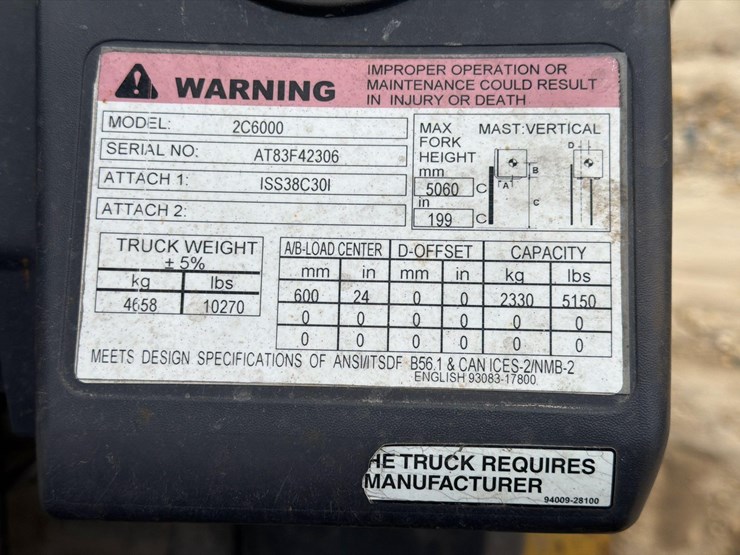 WARNING
IMPROPER OPERATION OR
MAINTENANCE COULD RESULT
IN INJURY OR DEATH
MODEL: 2C6000
SERIAL NO: AT83F42306
ATTACH 1: ISS38C30I
ATTACH 2:
MAX MAST:VERTICAL
FORK
HEIGHT
mm
5060 C
in
199 C
D
B
A
C
TRUCK WEIGHT
± 5%
kg lbs
4658 10270
A/B-LOAD CENTER D-OFFSET CAPACITY
mm in mm in kg lbs
600 24 0 0 2330 5150
0 0 0 0 0 0
0 0 0 0 0 0
MEETS DESIGN SPECIFICATIONS OF ANSI/ITSDF B56.1 & CAN ICES-2/NMB-2
ENGLISH 93083-17800
HE TRUCK REQUIRES
MANUFACTURER
94009-28100